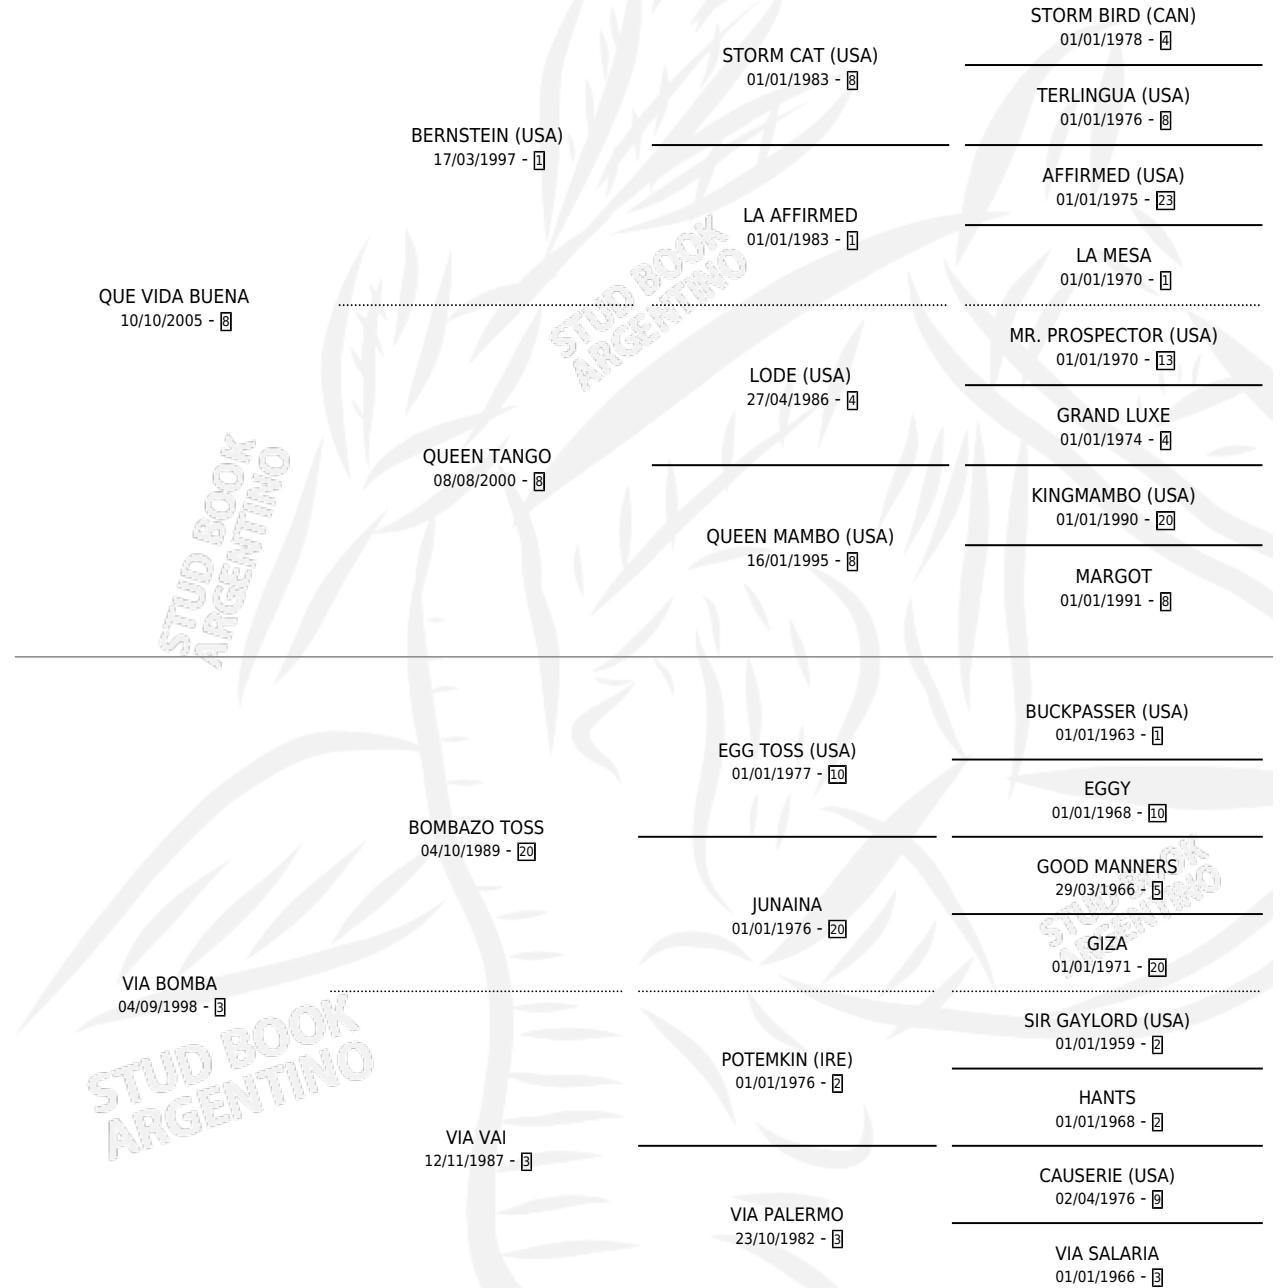 STORM BIRD (CAN)
01/01/1978 - 4
STORM CAT (USA)
01/01/1983 - 8
TERLINGUA (USA)
01/01/1976 - 8
BERNSTEIN (USA)
17/03/1997 - 1
AFFIRMED (USA)
01/01/1975 - 23
LA AFFIRMED
01/01/1983 - 1
LA MESA
01/01/1970 - 1
QUE VIDA BUENA
10/10/2005 - 8
MR. PROSPECTOR (USA)
01/01/1970 - 13
LODE (USA)
27/04/1986 - 4
GRAND LUXE
01/01/1974 - 4
QUEEN TANGO
08/08/2000 - 8
KINGMAMBO (USA)
01/01/1990 - 20
QUEEN MAMBO (USA)
16/01/1995 - 8
MARGOT
01/01/1991 - 8
BUCKPASSER (USA)
01/01/1963 - 1
EGG TOSS (USA)
01/01/1977 - 10
EGGY
01/01/1968 - 10
BOMBAZO TOSS
04/10/1989 - 20
GOOD MANNERS
29/03/1966 - 5
JUNAINA
01/01/1976 - 20
GIZA
01/01/1971 - 20
VIA BOMBA
04/09/1998 - 3
SIR GAYLORD (USA)
01/01/1959 - 2
POTEMKIN (IRE)
01/01/1976 - 2
HANTS
01/01/1968 - 2
VIA VAI
12/11/1987 - 3
CAUSERIE (USA)
02/04/1976 - 9
VIA PALERMO
23/10/1982 - 3
VIA SALARIA
01/01/1966 - 3
STUD BOOK
ARGENTINO
STUD BOOK
ARGENTINO
STUD BOOK
ARGENTINO
STUD BOOK
ARGENTINO